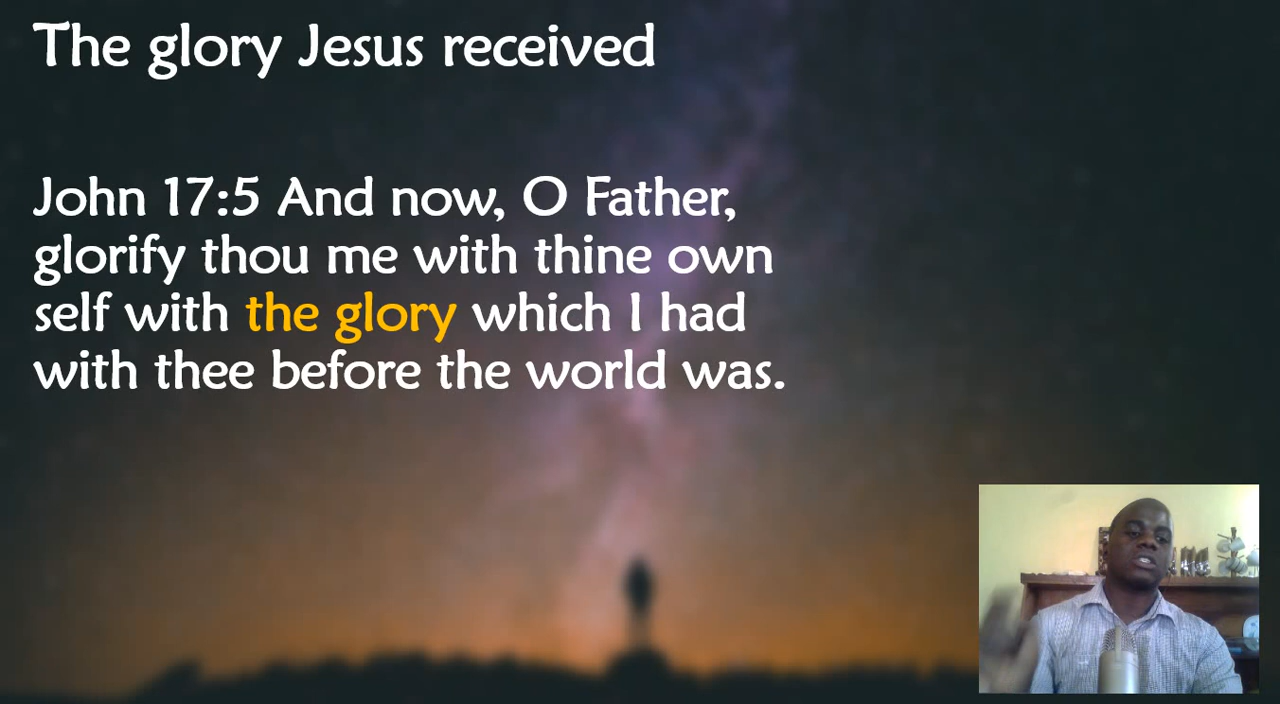 The glory Jesus received
John 17:5 And now, O Father,
glorify thou me with thine own
self with the glory which I had
with thee before the world was.